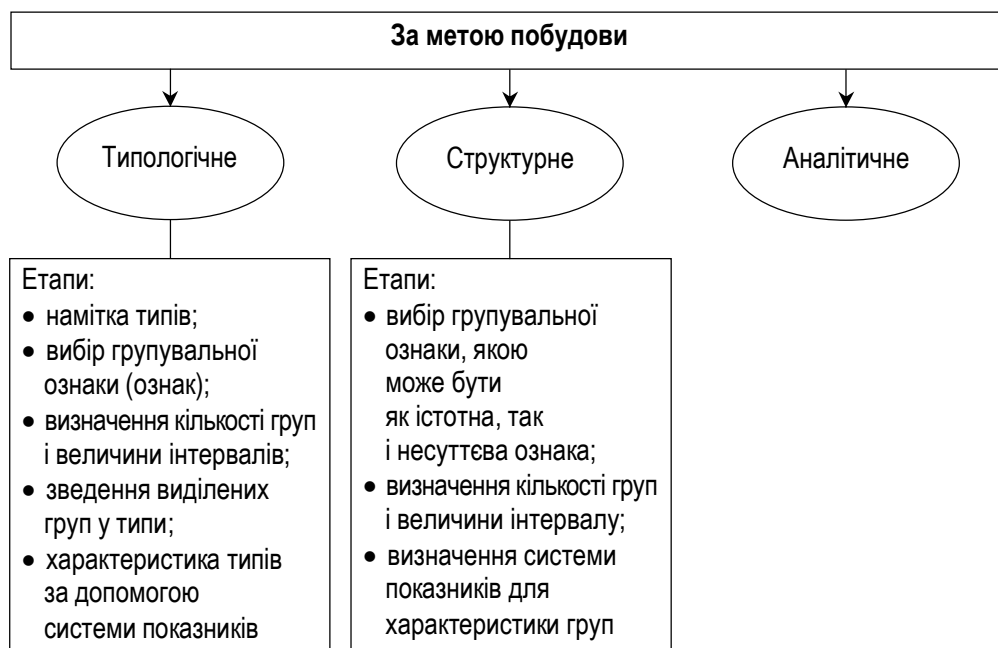 За метою побудови
Типологічне
Структурне
Аналітичне
Етапи:
• намітка типів;
• вибір групувальної
ознаки (ознак);
• визначення кількості груп
і величини інтервалів;
• зведення виділених
груп у типи;
• характеристика типів
за допомогою
системи показників
Етапи:
• вибір групувальної
ознаки, якою
може бути
як істотна, так
і несуттєва ознака;
• визначення кількості груп
і величини інтервалу;
• визначення системи
показників для
характеристики груп